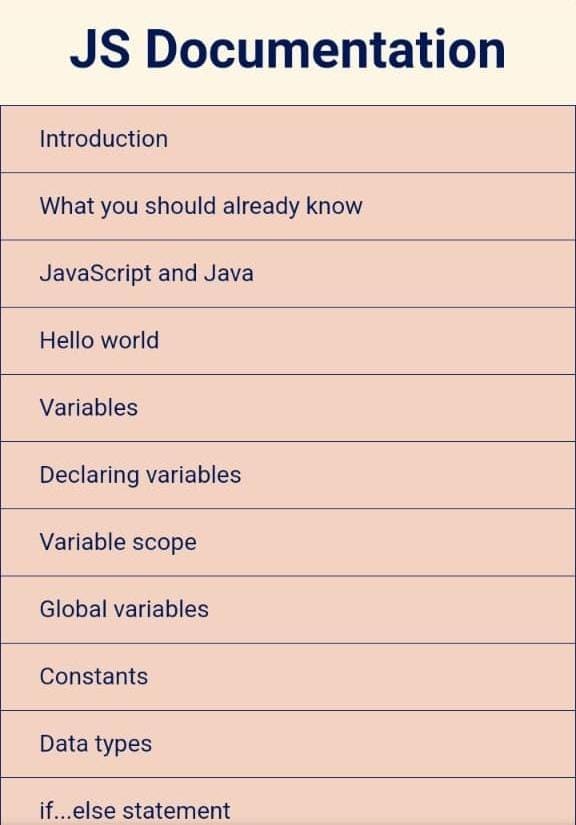 JS Documentation
Introduction
What you should already know
JavaScript and Java
Hello world
Variables
Declaring variables
Variable scope
Global variables
Constants
Data types
if...else statement